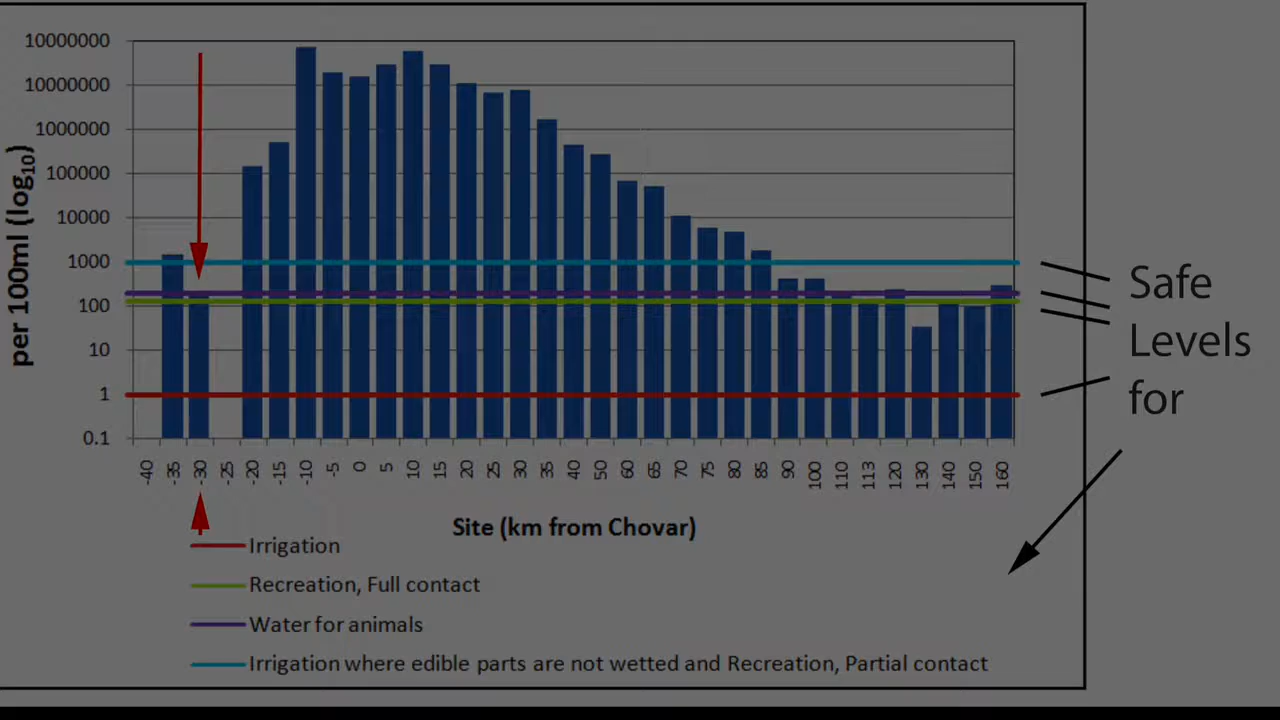 10000000
10000000
1000000
100000
10000
1000
100
10
1
0.1
per 100ml (log10)
-40 -35 -30 -25 -20 -15 -10 -5 0 5 10 15 20 25 30 35 40 50 60 65 70 75 80 85 90 100 110 113 120 130 140 150 160
Site (km from Chovar)
Irrigation
Recreation, Full contact
Water for animals
Irrigation where edible parts are not wetted and Recreation, Partial contact
Safe
Levels
for